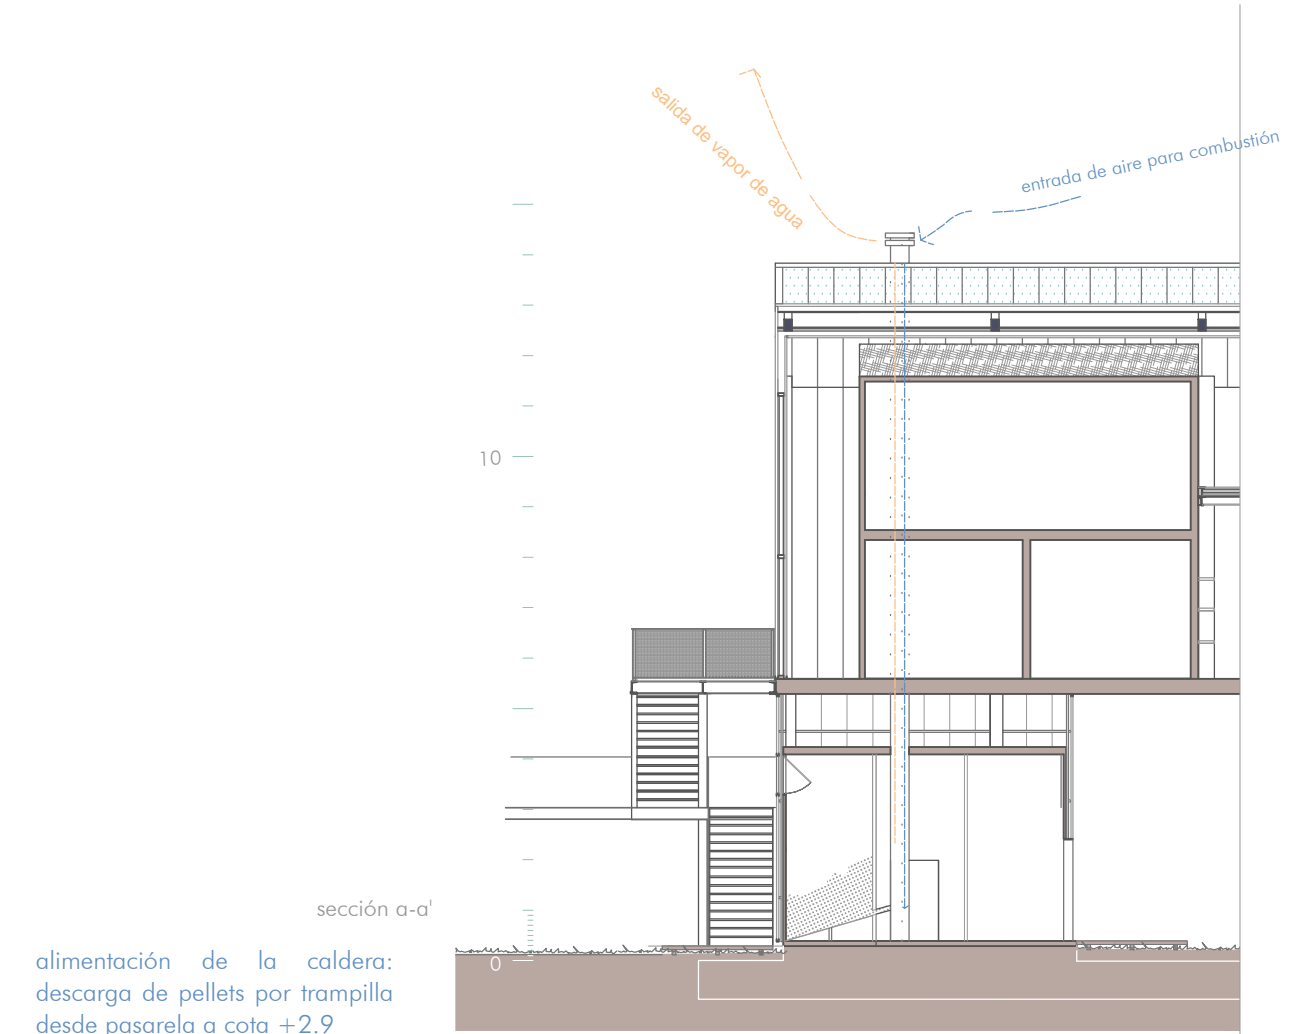 salida de vapor de agua
entrada de aire para combustión
10
sección a-a'
0
alimentación de la caldera:
descarga de pellets por trampilla
desde pasarela a cota +2.9